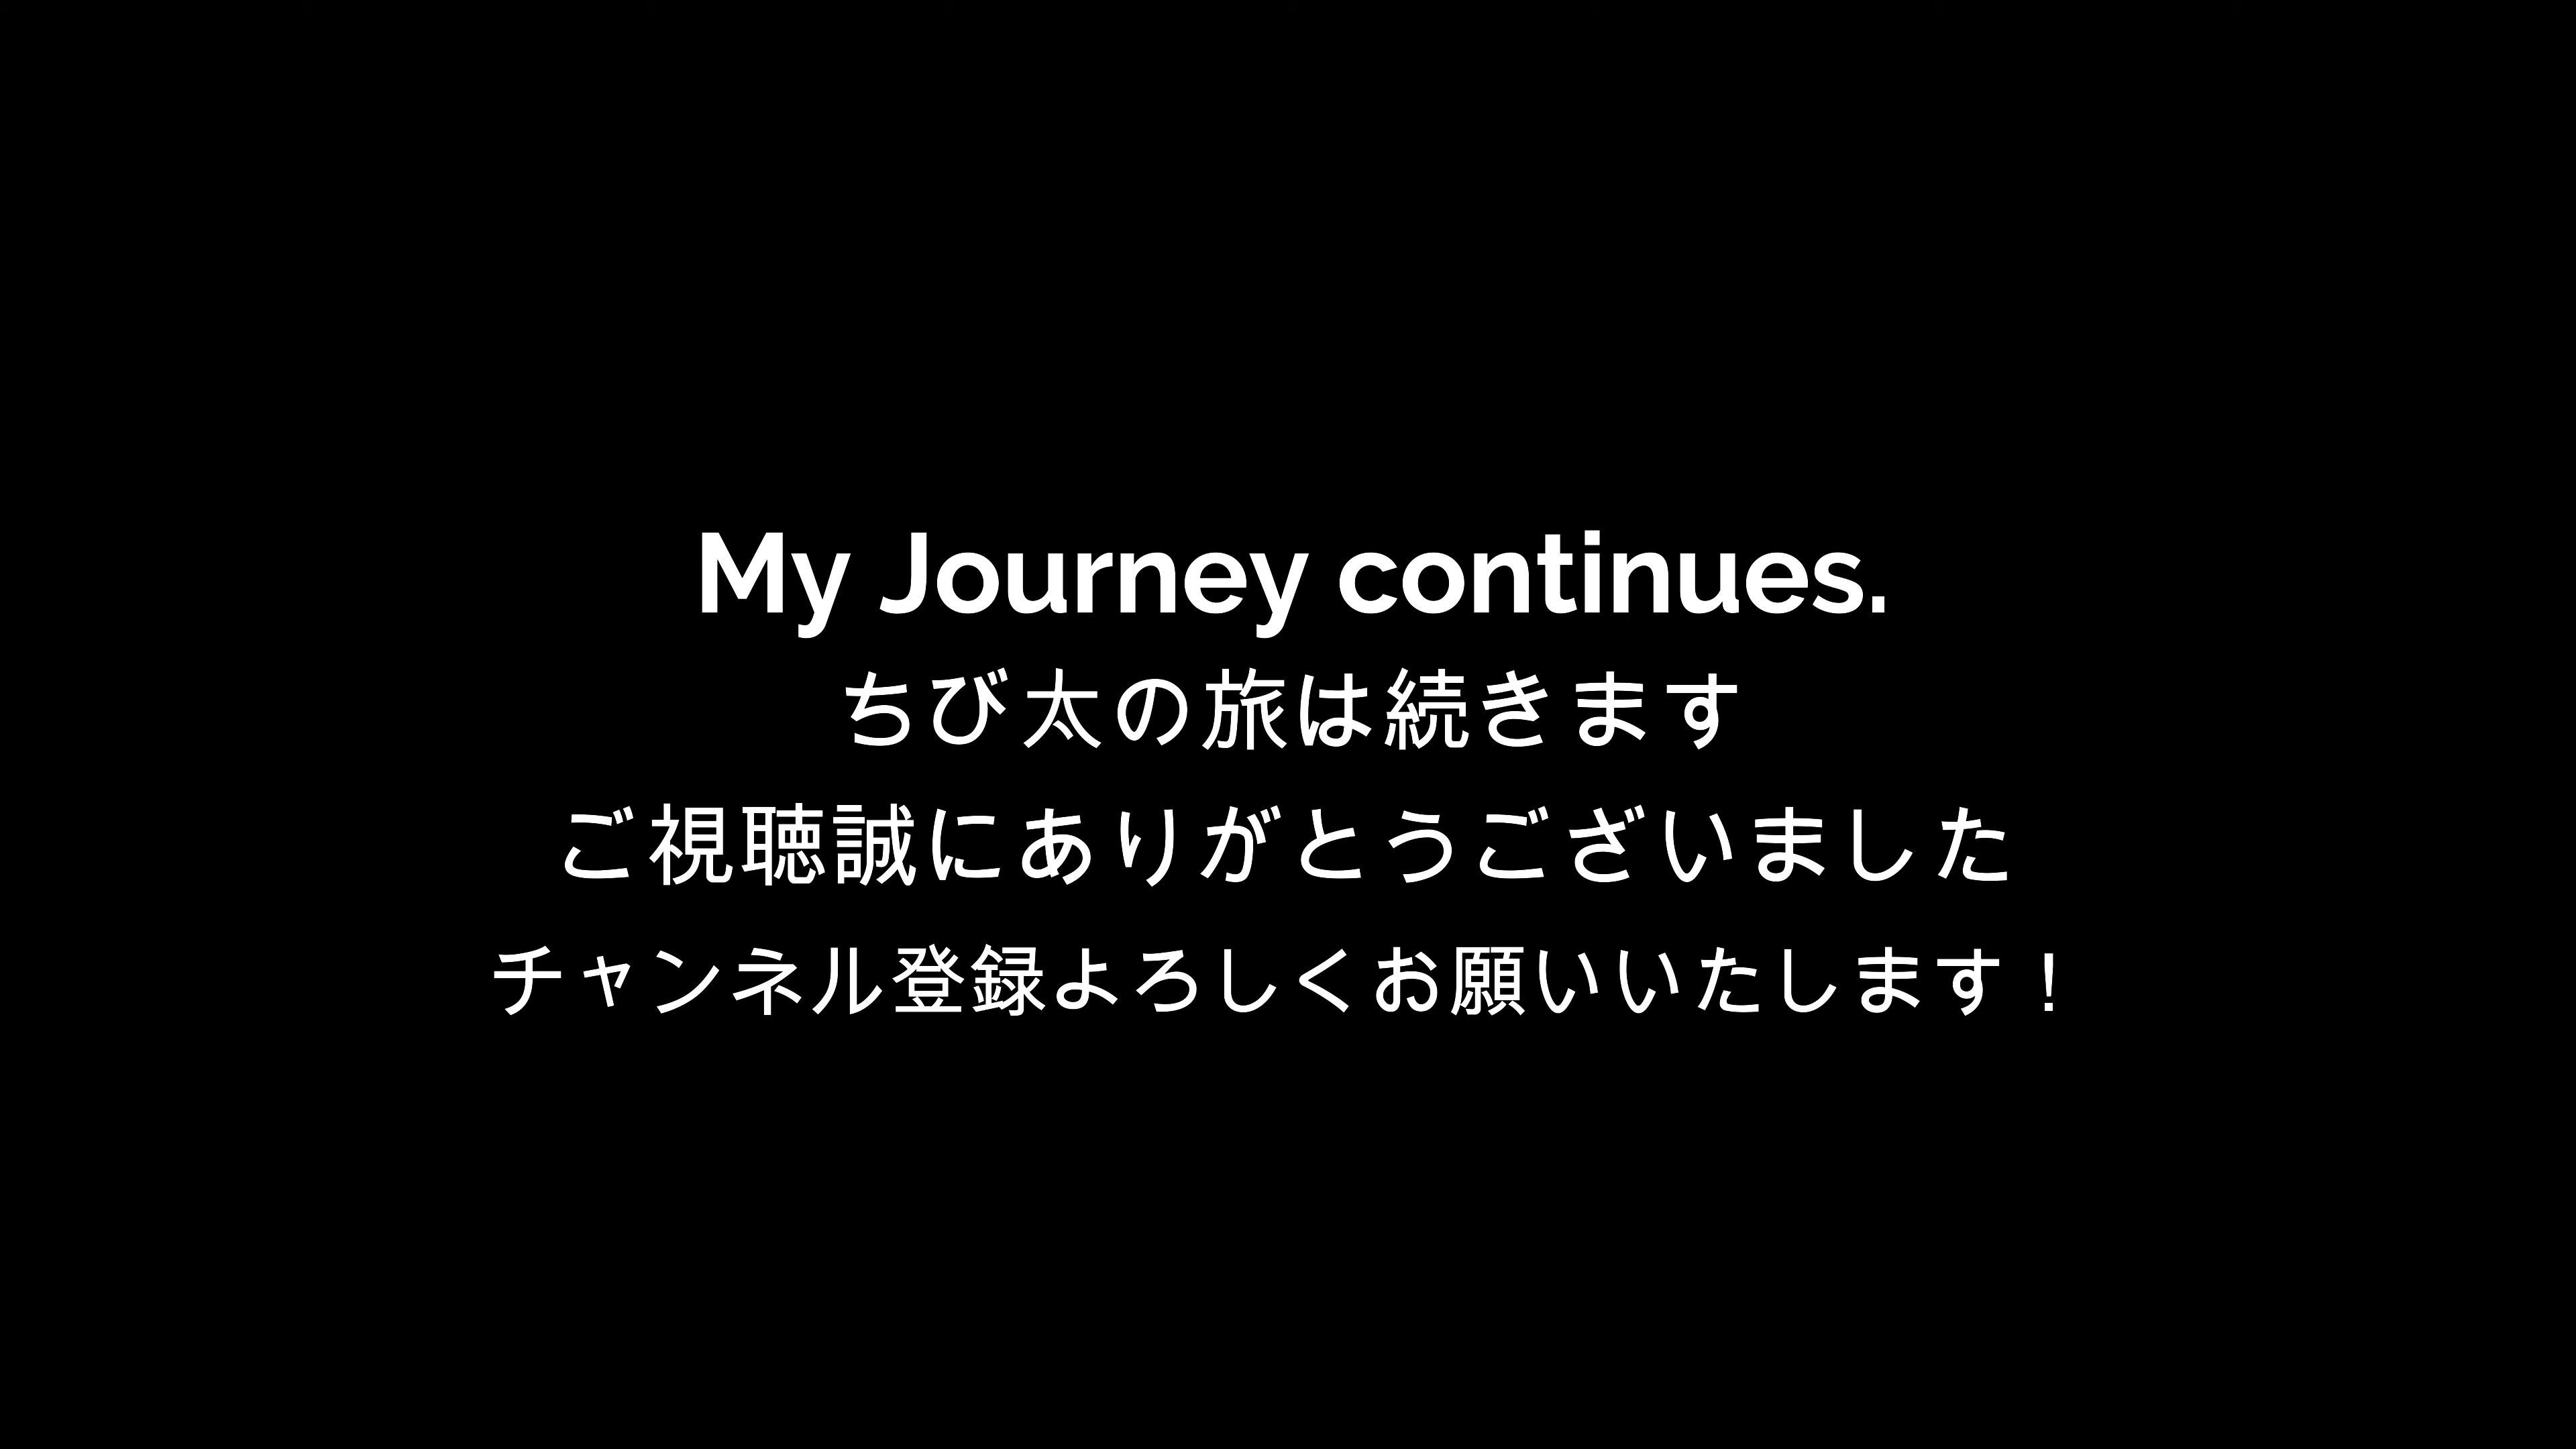 My Journey continues.
ちび太の旅は続きます
ご視聴誠にありがとうございました
チャンネル登録よろしくお願いいたします！